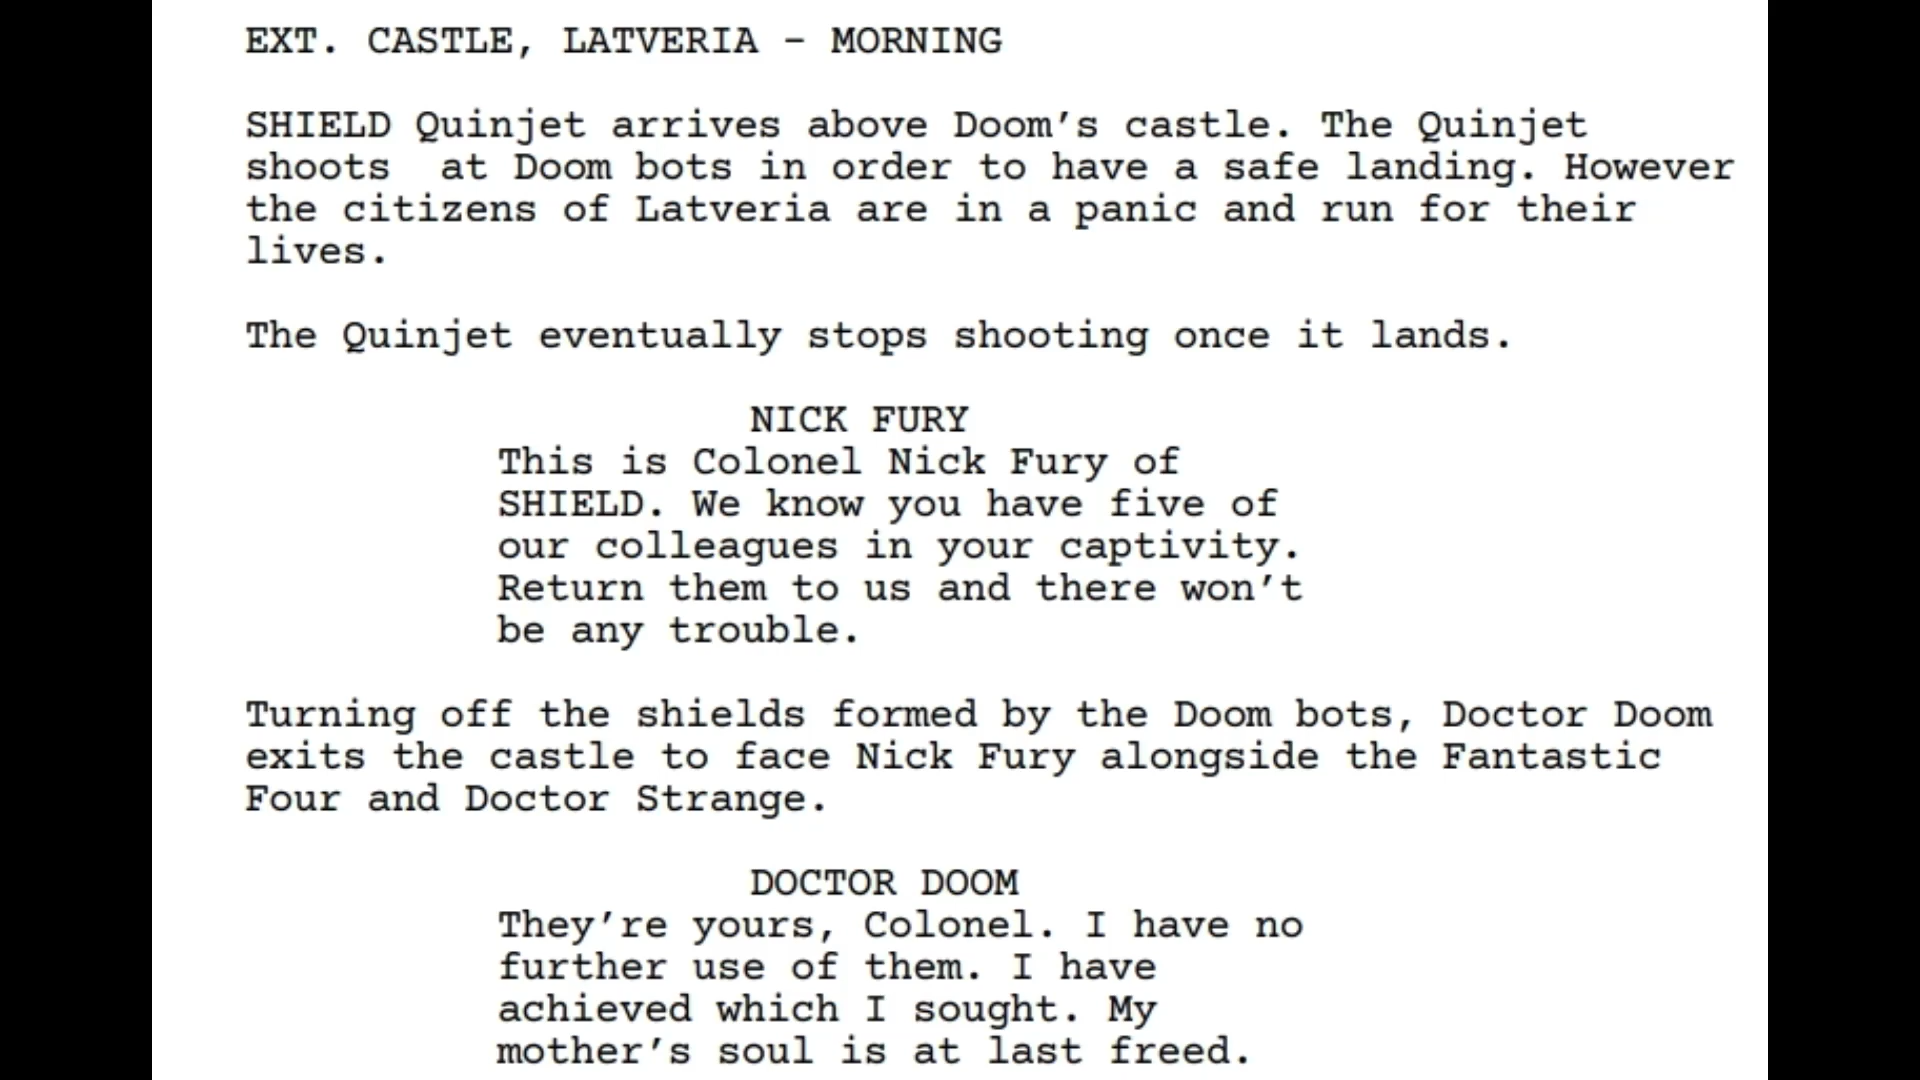 EXT. CASTLE, LATVERIA - MORNING
SHIELD Quinjet arrives above Doom's castle. The Quinjet
shoots  at Doom bots in order to have a safe landing. However
the citizens of Latveria are in a panic and run for their
lives.
The Quinjet eventually stops shooting once it lands.
NICK FURY
This is Colonel Nick Fury of
SHIELD. We know you have five of
our colleagues in your captivity.
Return them to us and there won't
be any trouble.
Turning off the shields formed by the Doom bots, Doctor Doom
exits the castle to face Nick Fury alongside the Fantastic
Four and Doctor Strange.
DOCTOR DOOM
They're yours, Colonel. I have no
further use of them. I have
achieved which I sought. My
mother's soul is at last freed.